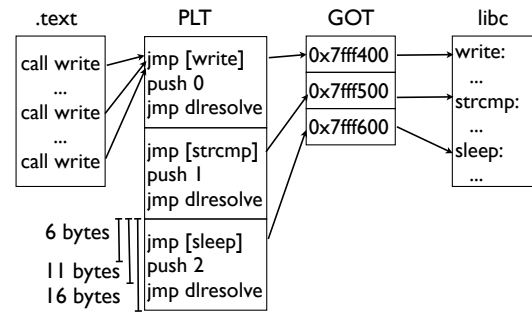 .text
PLT
GOT
libc
call write
...
call write
...
call write
jmp [write]
push 0
jmp dlresolve
jmp [strcmp]
push 1
jmp dlresolve
jmp [sleep]
push 2
jmp dlresolve
0x7fff400
0x7fff500
0x7fff600
write:
...
strcmp:
...
sleep:
...
6 bytes
11 bytes
16 bytes